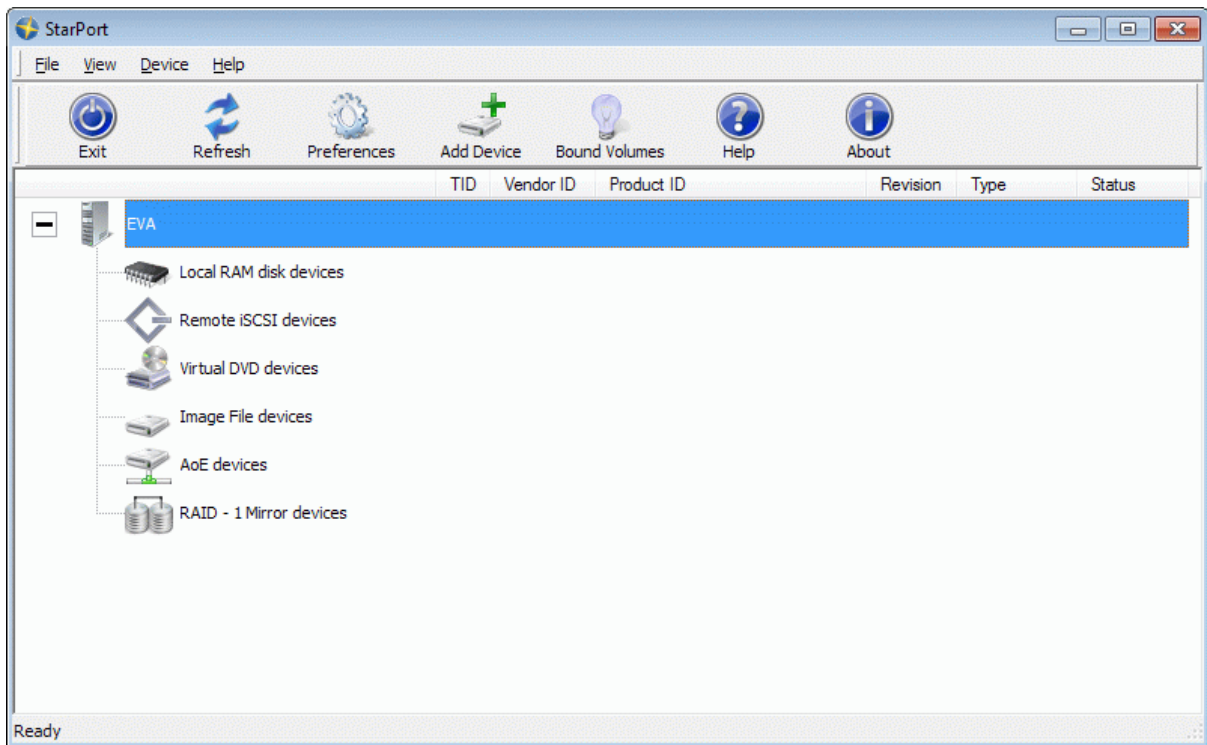 StarPort
File View Device Help
Exit Refresh Preferences Add Device Bound Volumes Help About
TID Vendor ID Product ID Revision Type Status
EVA
Local RAM disk devices
Remote iSCSI devices
Virtual DVD devices
Image File devices
AoE devices
RAID - 1 Mirror devices
Ready